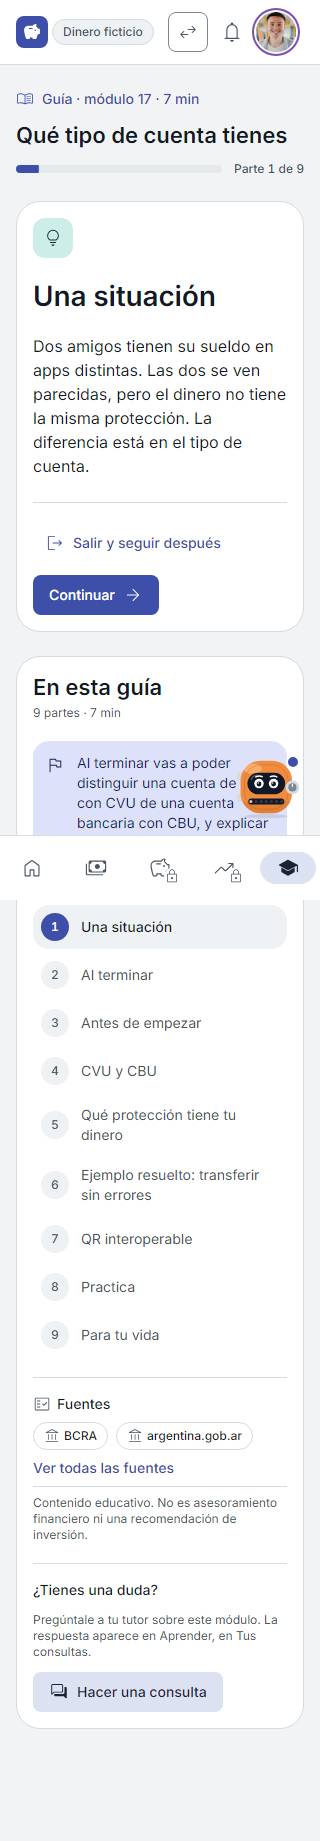 Dinero ficticio
Guía · módulo 17 · 7 min
Qué tipo de cuenta tienes
Parte 1 de 9
Una situación
Dos amigos tienen su sueldo en
apps distintas. Las dos se ven
parecidas, pero el dinero no tiene
la misma protección. La
diferencia está en el tipo de
cuenta.
Salir y seguir después
Continuar
En esta guía
9 partes · 7 min
Al terminar vas a poder
distinguir una cuenta de
con CVU de una cuenta
bancaria con CBU, y explicar
1 Una situación
2 Al terminar
3 Antes de empezar
4 CVU y CBU
5 Qué protección tiene tu
dinero
6 Ejemplo resuelto: transferir
sin errores
7 QR interoperable
8 Practica
9 Para tu vida
Fuentes
BCRA argentina.gob.ar
Ver todas las fuentes
Contenido educativo. No es asesoramiento
financiero ni una recomendación de
inversión.
¿Tienes una duda?
Pregúntale a tu tutor sobre este módulo. La
respuesta aparece en Aprender, en Tus
consultas.
Hacer una consulta